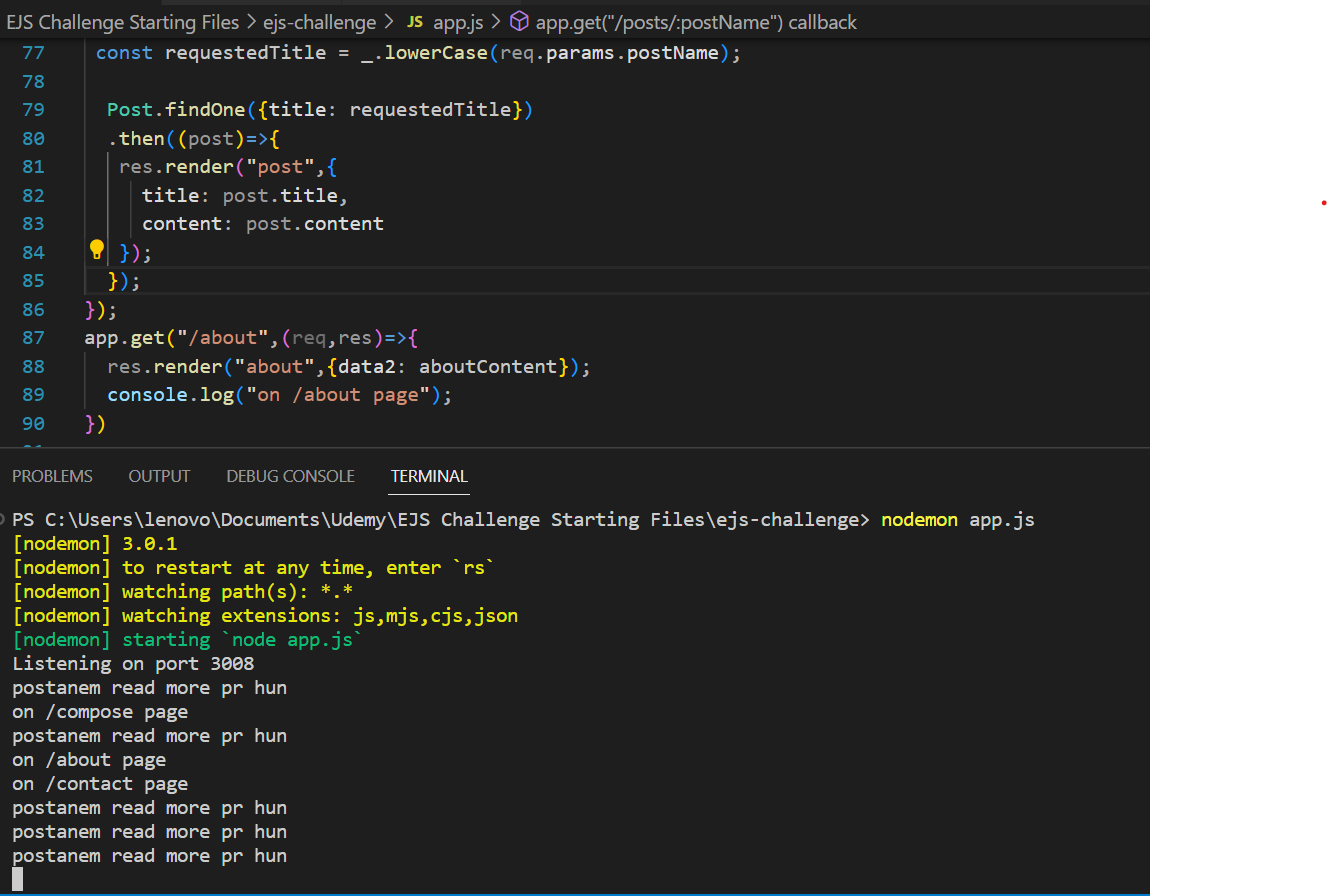 EJS Challenge Starting Files > ejs-challenge > JS app.js > app.get("/posts/:postName") callback
77 const requestedTitle = _.lowerCase(req.params.postName);
78
79 Post.findOne({title: requestedTitle})
80 .then((post)=>{
81 res.render("post",{
82 title: post.title,
83 content: post.content
84 });
85 });
86 });
87 app.get("/about",(req,res)=>{
88 res.render("about",{data2: aboutContent});
89 console.log("on /about page");
90 })
PROBLEMS OUTPUT DEBUG CONSOLE TERMINAL
PS C:\Users\lenovo\Documents\Udemy\EJS Challenge Starting Files\ejs-challenge> nodemon app.js
[nodemon] 3.0.1
[nodemon] to restart at any time, enter `rs`
[nodemon] watching path(s): *.*
[nodemon] watching extensions: js,mjs,cjs,json
[nodemon] starting `node app.js`
Listening on port 3008
postanem read more pr hun
on /compose page
postanem read more pr hun
on /about page
on /contact page
postanem read more pr hun
postanem read more pr hun
postanem read more pr hun